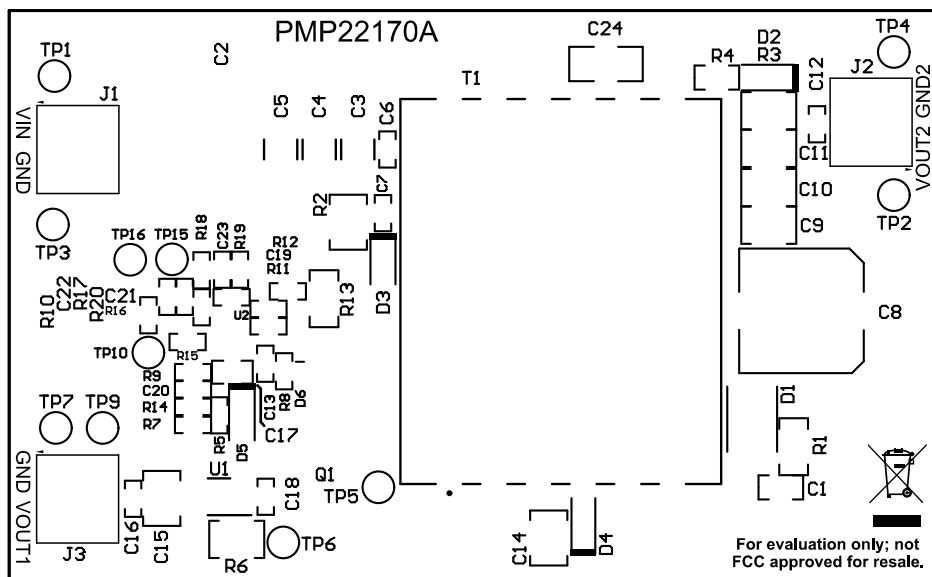 PMP22170A
TP1
C2
C24
TP4
D2
R4 R3
C12
J2
VOUT2 GND2
J1
VIN GND
T1
C5 C4 C3 C6
C11
C10
C9
TP2
C7
R2
TP3
TP16 TP15
R18 C23 R19
R12
C19
R11
D3
R13
R10 C22 R17 R20 C21
R16
U2
C8
TP10
R15
R9
C20
R14
R7
C13 R8 D6
C17
R5 D5
TP7 TP9
D1
R1
U1
Q1
TP5
C18
C1
GND VOUT1
J3
C16 C15
R6
TP6
C14
D4
For evaluation only; not
FCC approved for resale.